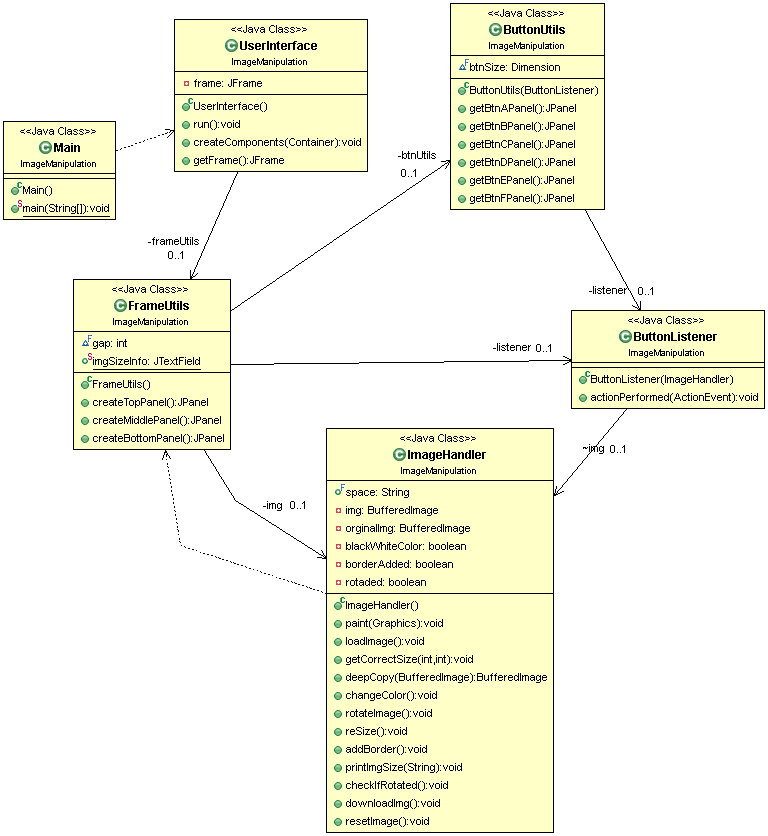 <<Java Class>>
Main
ImageManipulation
Main()
main(String[]):void
<<Java Class>>
UserInterface
ImageManipulation
frame: JFrame
UserInterface()
run():void
createComponents(Container):void
getFrame():JFrame
<<Java Class>>
ButtonUtils
ImageManipulation
btnSize: Dimension
ButtonUtils(ButtonListener)
getBtnAPanel():JPanel
getBtnBPanel():JPanel
getBtnCPanel():JPanel
getBtnDPanel():JPanel
getBtnEPanel():JPanel
getBtnFPanel():JPanel
-btnUtils
0..1
-frameUtils
0..1
<<Java Class>>
FrameUtils
ImageManipulation
gap: int
imgSizeInfo: JTextField
FrameUtils()
createTopPanel():JPanel
createMiddlePanel():JPanel
createBottomPanel():JPanel
-listener 0..1
-listener 0..1
<<Java Class>>
ButtonListener
ImageManipulation
ButtonListener(ImageHandler)
actionPerformed(ActionEvent):void
~img 0..1
-img 0..1
<<Java Class>>
ImageHandler
ImageManipulation
space: String
img: BufferedImage
orginalImg: BufferedImage
blackWhiteColor: boolean
borderAdded: boolean
rotaded: boolean
ImageHandler()
paint(Graphics):void
loadImage():void
getCorrectSize(int,int):void
deepCopy(BufferedImage):BufferedImage
changeColor():void
rotateImage():void
reSize():void
addBorder():void
printImgSize(String):void
checkIfRotated():void
downloadImg():void
resetImage():void